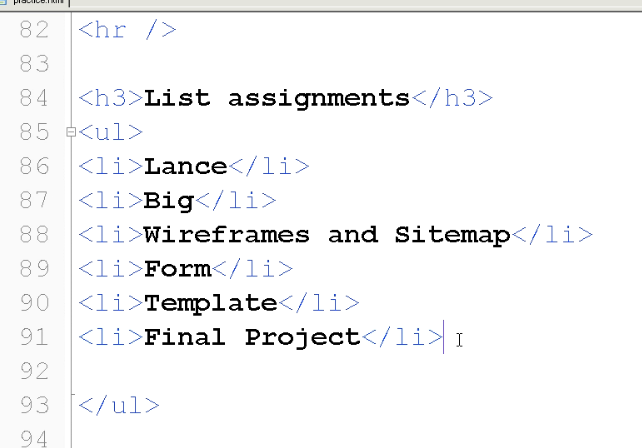 practice.html
82 <hr />
83
84 <h3>List assignments</h3>
85 <ul>
86 <li>Lance</li>
87 <li>Big</li>
88 <li>Wireframes and Sitemap</li>
89 <li>Form</li>
90 <li>Template</li>
91 <li>Final Project</li>
92
93 </ul>
94